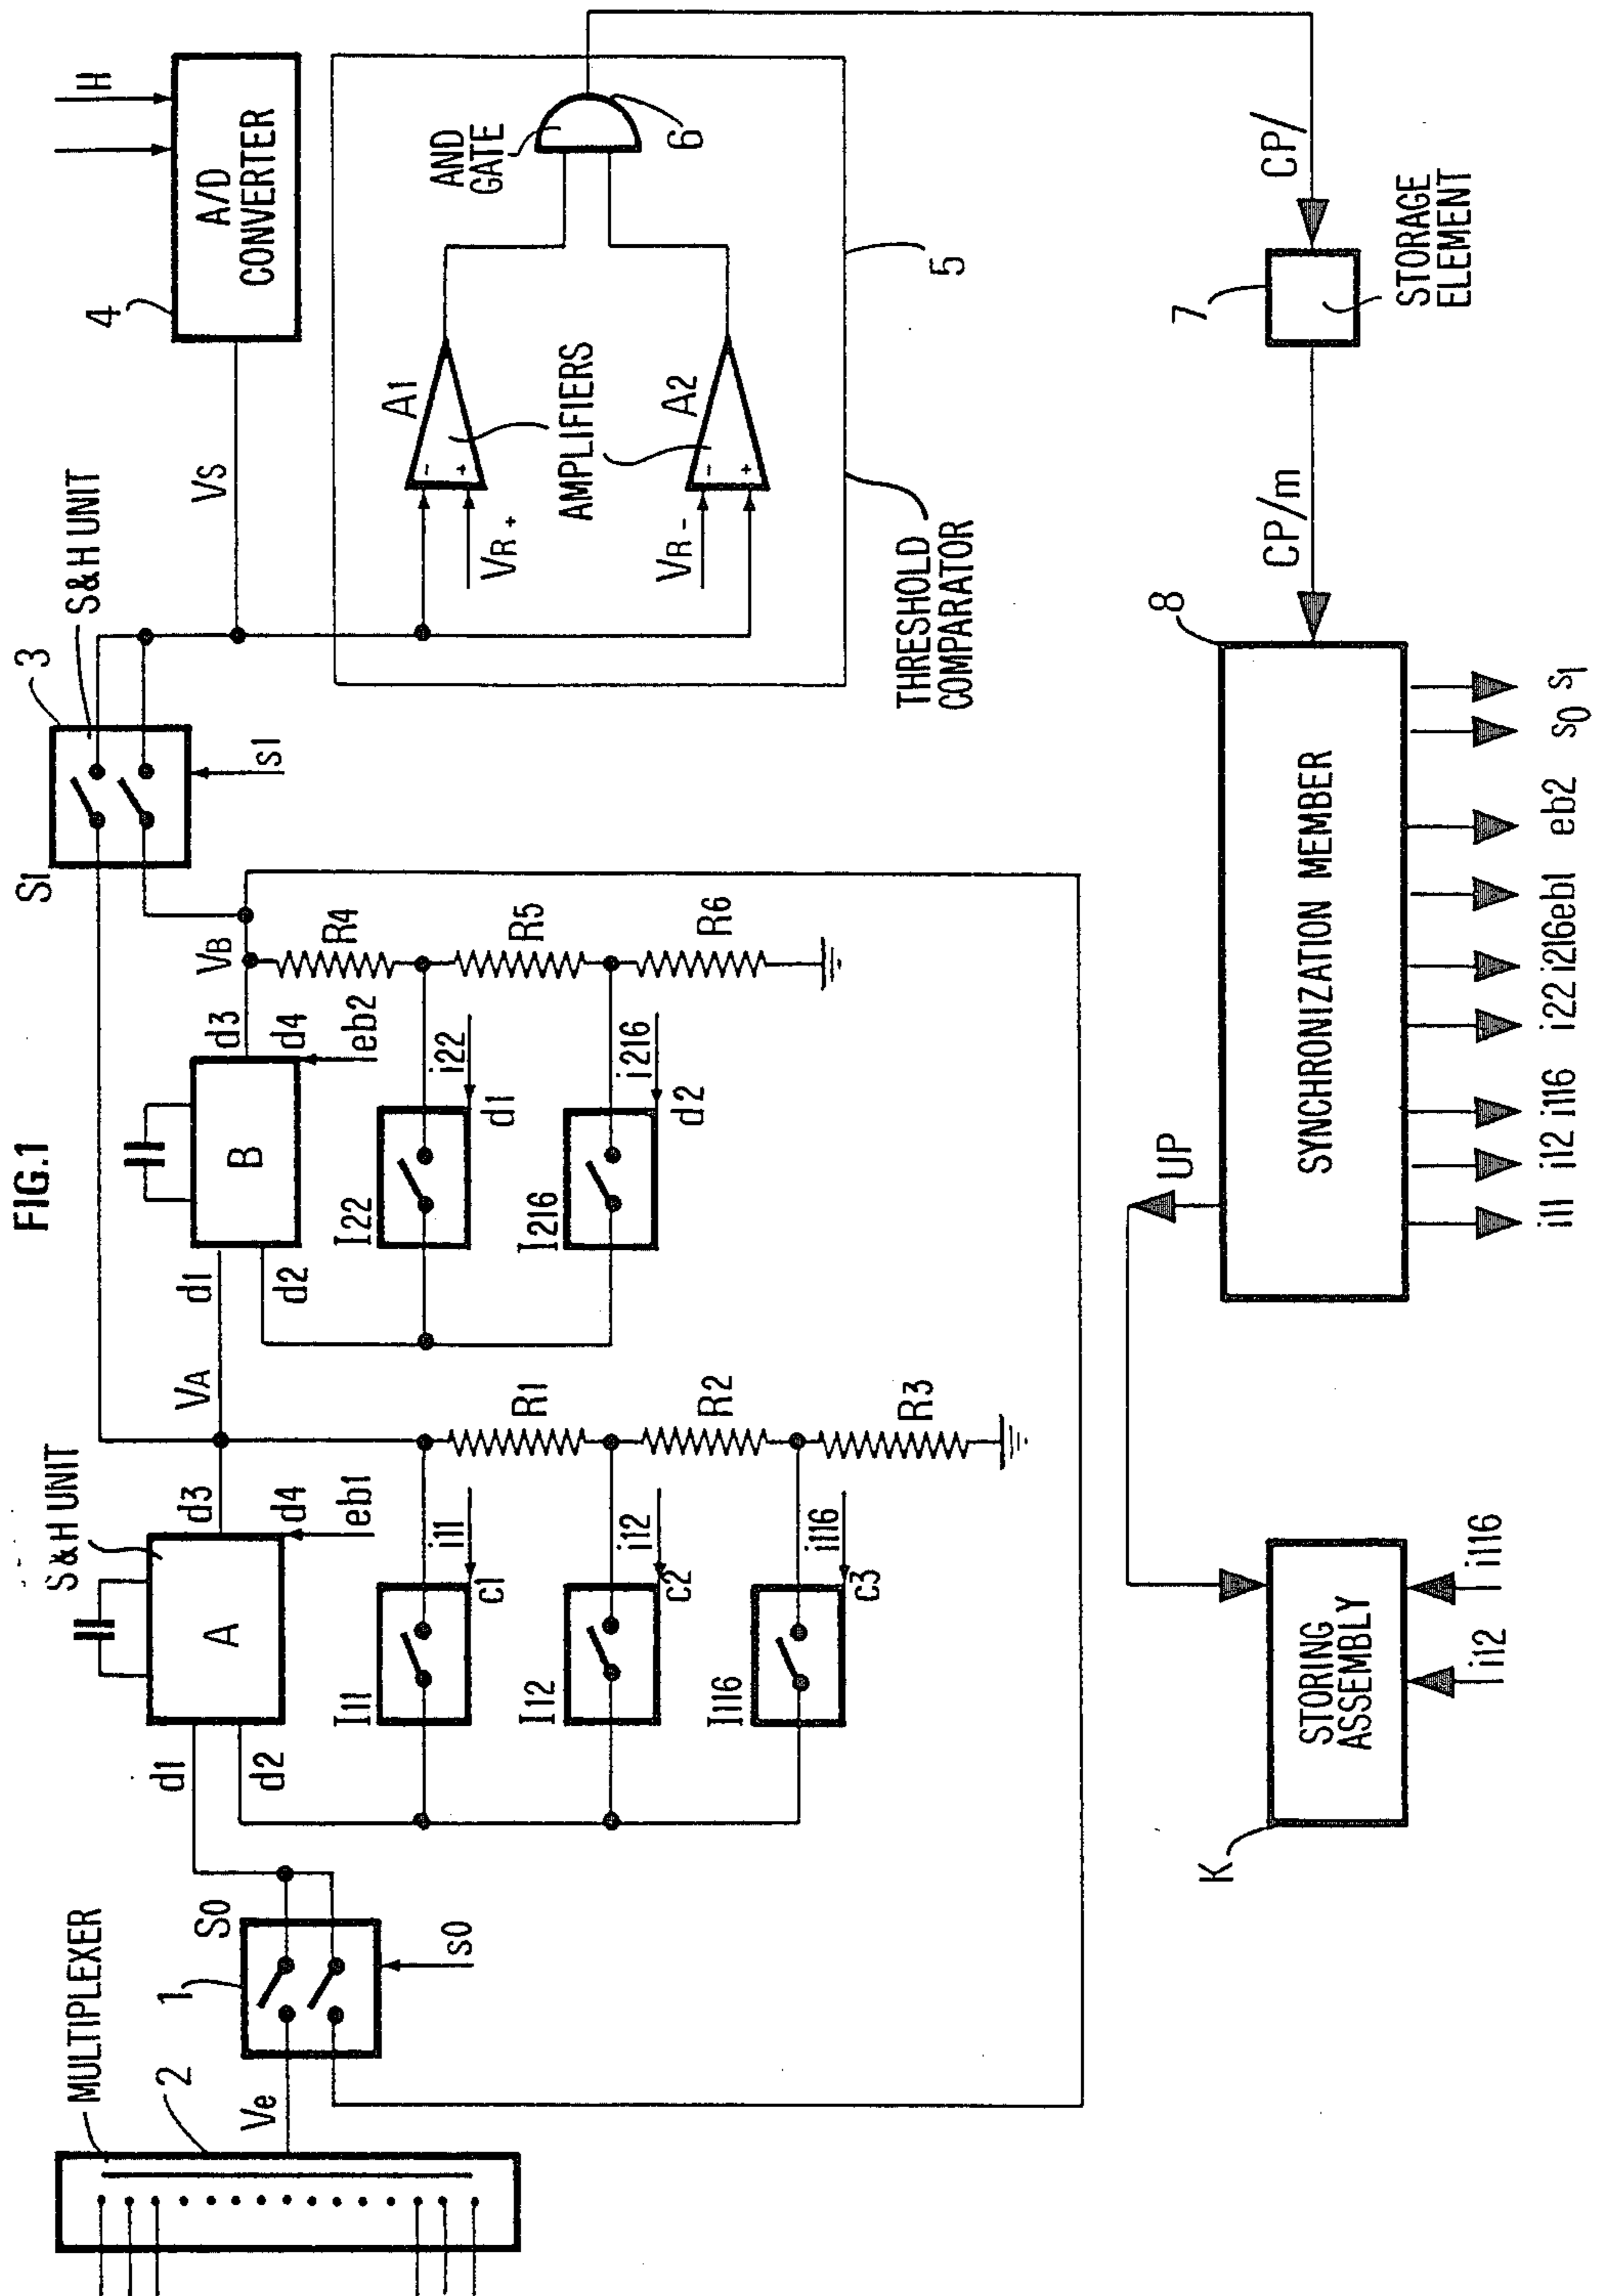 FIG.1
MULTIPLEXER
2
Ve
1
S0
s0
d1
d2
S&H UNIT
A
d3
d4
eb1
I11
i11
c1
I12
i12
c2
I116
i116
c3
VA
R1
R2
R3
d1
d2
B
d3
d4
eb2
I22
i22
d1
I216
i216
d2
VB
R4
R5
R6
S1
3
S&H UNIT
s1
VS
4
A/D
CONVERTER
H
A1
-
+
VR +
AMPLIFIERS
A2
-
+
VR -
AND
GATE
6
5
THRESHOLD
COMPARATOR
CP/
7
STORAGE
ELEMENT
CP/m
8
SYNCHRONIZATION MEMBER
UP
i11 i12 i116 i22 i216 eb1 eb2 s0 s1
K
STORING
ASSEMBLY
i12
i116